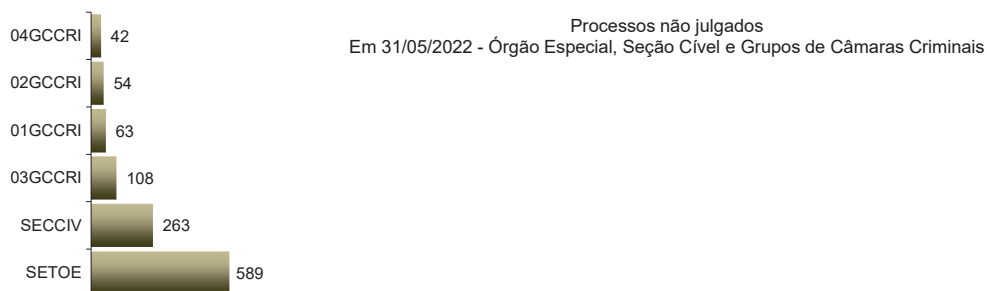 Processos não julgados
Em 31/05/2022 - Órgão Especial, Seção Cível e Grupos de Câmaras Criminais
04GCCRI 42
02GCCRI 54
01GCCRI 63
03GCCRI 108
SECCIV 263
SETOE 589